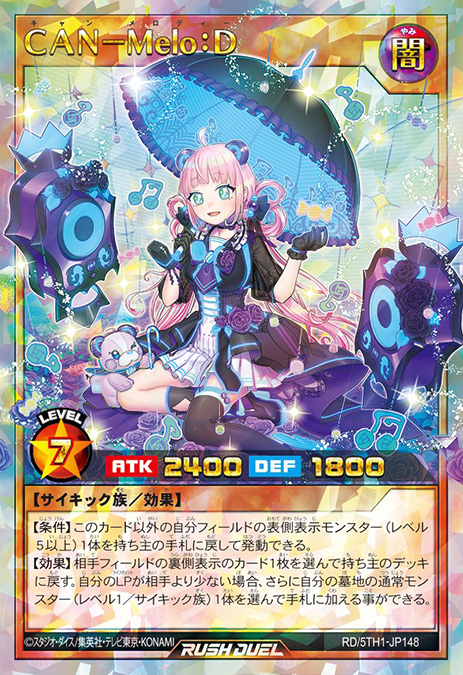 キャン メロディ
CAN－Melo：D
やみ
闇
LEVEL
7
ATK 2400 DEF 1800
【サイキック族／効果】
【条件】このカード以外の自分フィールドの表側表示モンスター（レベル
５以上）1体を持ち主の手札に戻して発動できる。
【効果】相手フィールドの裏側表示のカード1枚を選んで持ち主のデッキ
に戻す。自分のLPが相手より少ない場合、さらに自分の墓地の通常モン
スター（レベル1／サイキック族）1体を選んで手札に加える事ができる。
©スタジオ・ダイス/集英社・テレビ東京・KONAMI
RUSH DUEL
RD/5TH1-JP148